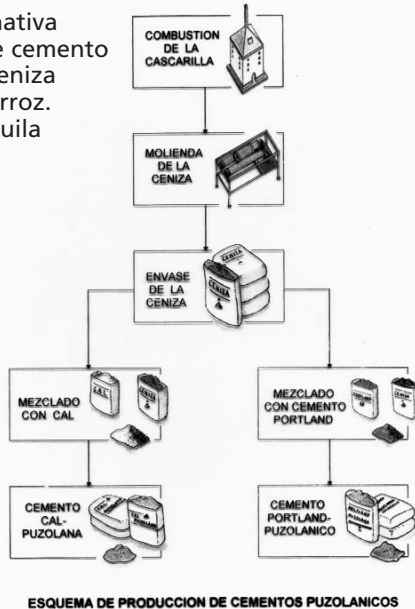 nativa
e cemento
eniza
rroz.
uila
COMBUSTION
DE LA
CASCARILLA
MOLIENDA
DE LA
CENIZA
ENVASE
DE LA
CENIZA
CENIZA
MEZCLADO
CON CAL
CAL
CENIZA
MEZCLADO
CON CEMENTO
PORTLAND
PORTLAND
CEMENTO
CAL-
PUZOLANA
CEMENTO
PORTLAND-
PUZOLANICO
ESQUEMA DE PRODUCCION DE CEMENTOS PUZOLANICOS